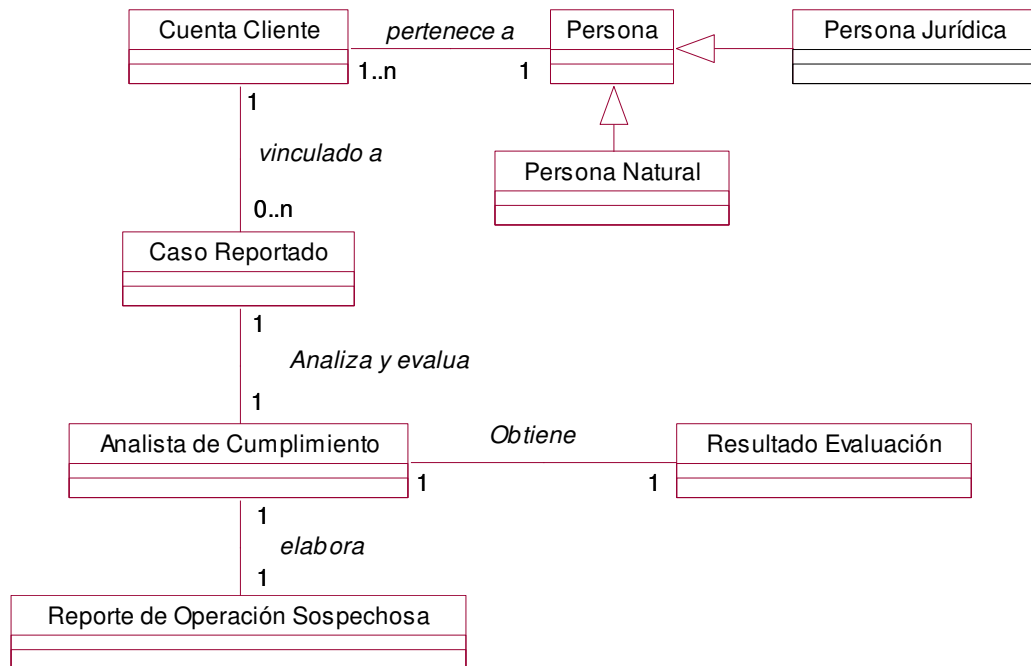 Cuenta Cliente
pertenece a
Persona
Persona Jurídica
1..n
1
1
vinculado a
Persona Natural
0..n
Caso Reportado
1
Analiza y evalua
1
Analista de Cumplimiento
Obtiene
Resultado Evaluación
1
1
1
elabora
1
Reporte de Operación Sospechosa